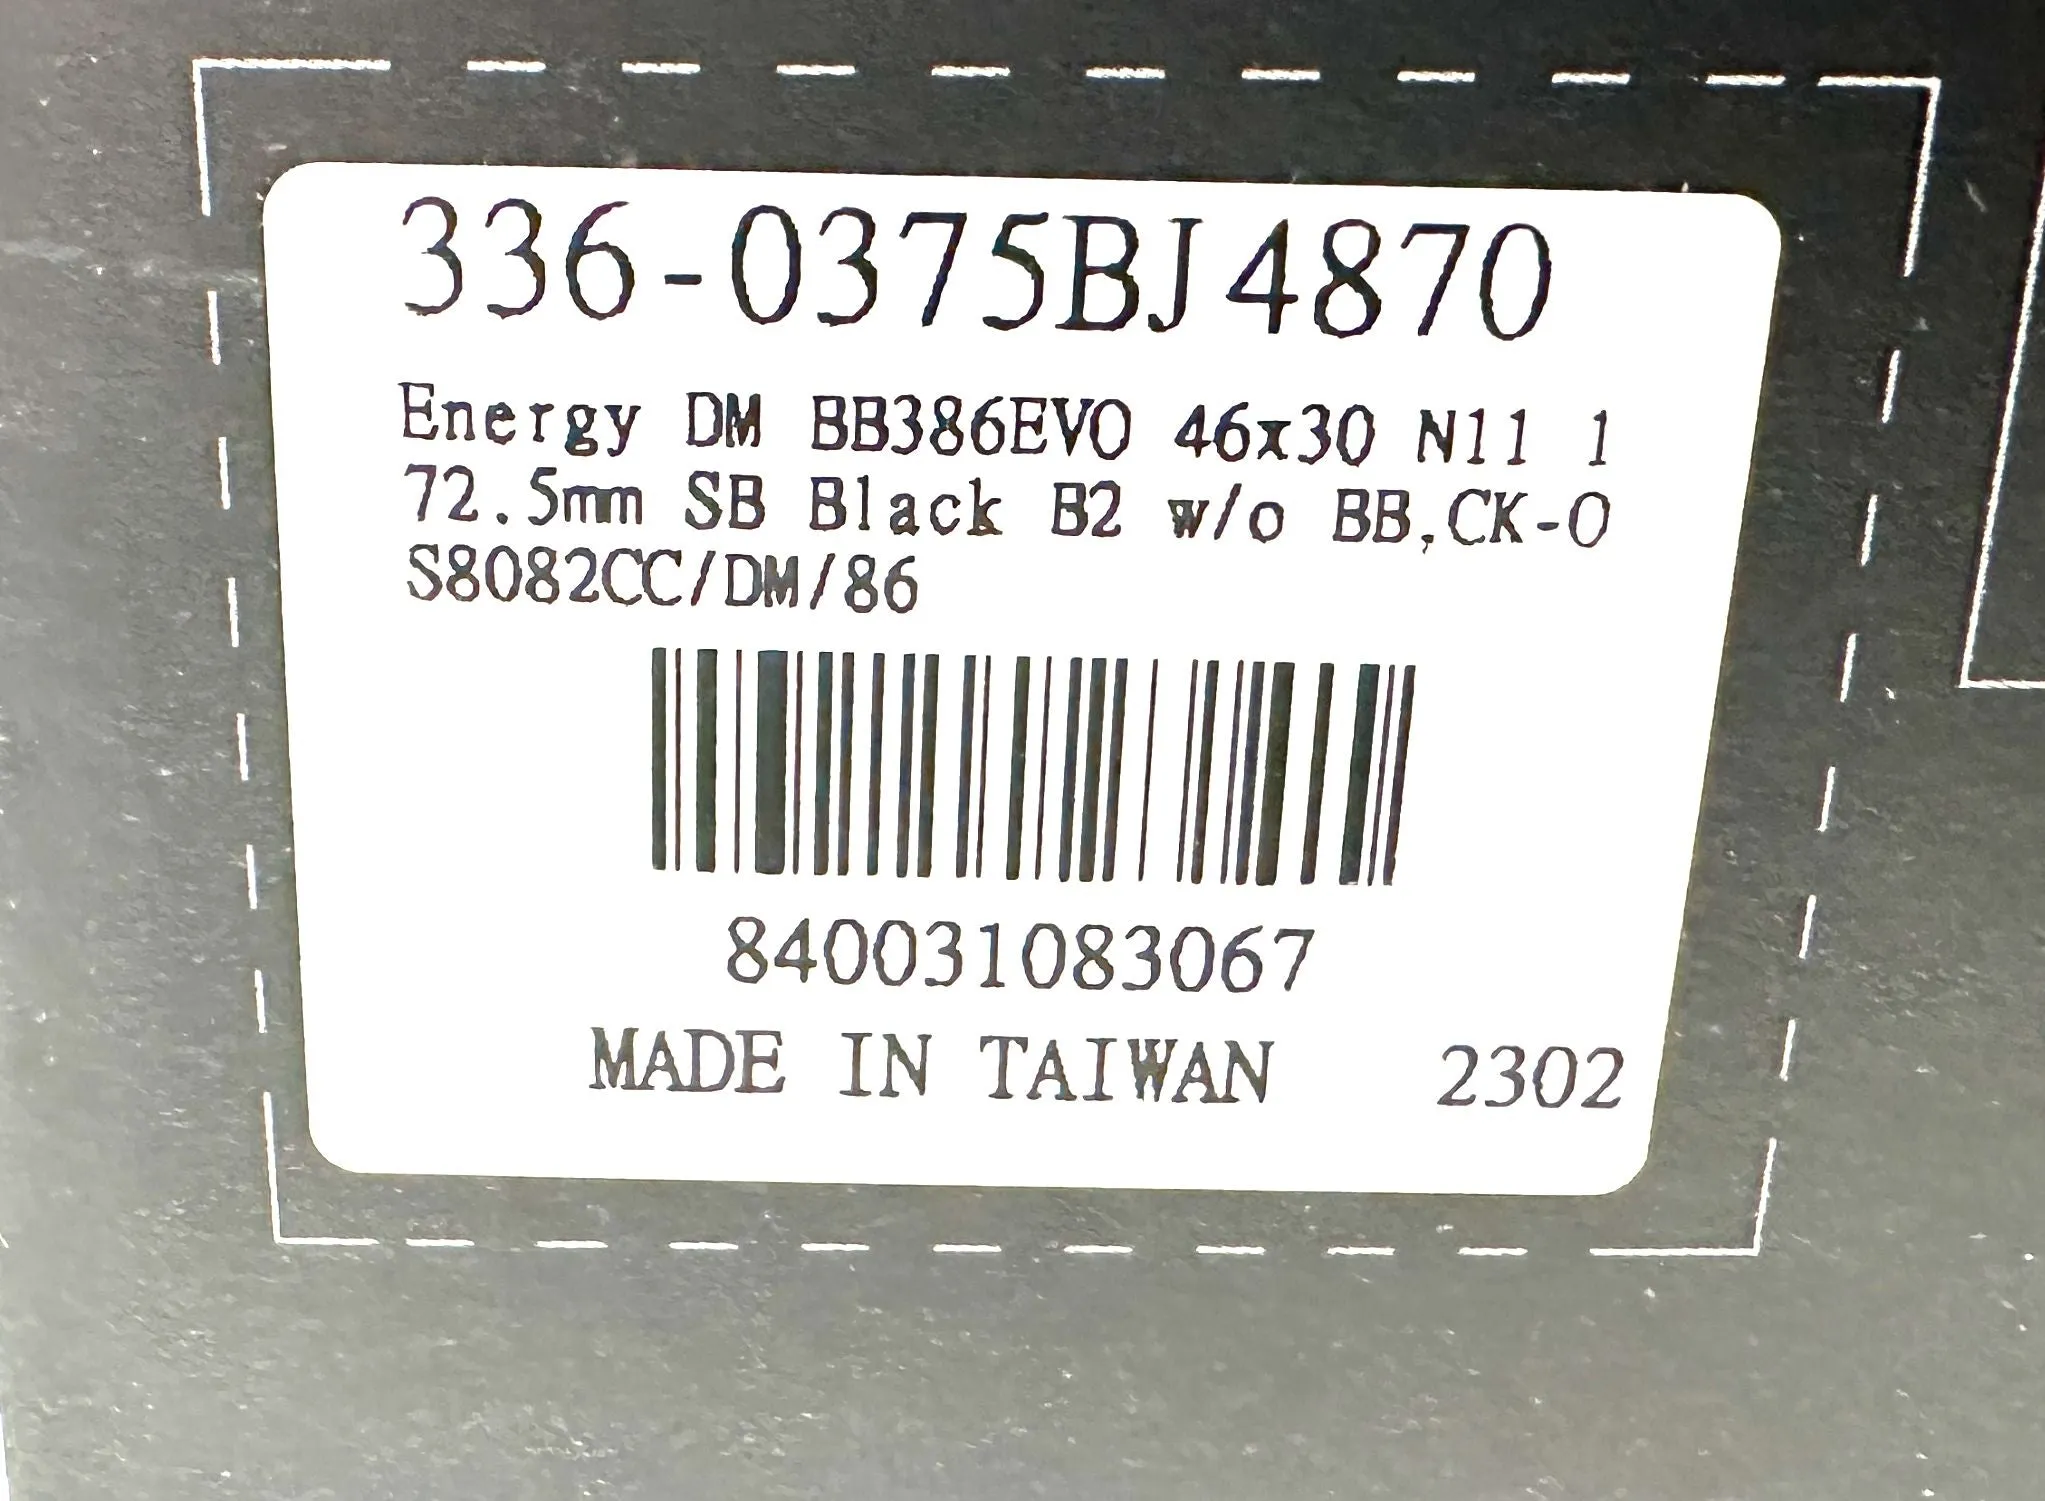 336-0375BJ4870
Energy DM BB386EVO 46x30 N11 1
72.5mm SB Black B2 w/o BB,CK-O
S8082CC/DM/86
840031083067
MADE IN TAIWAN 2302